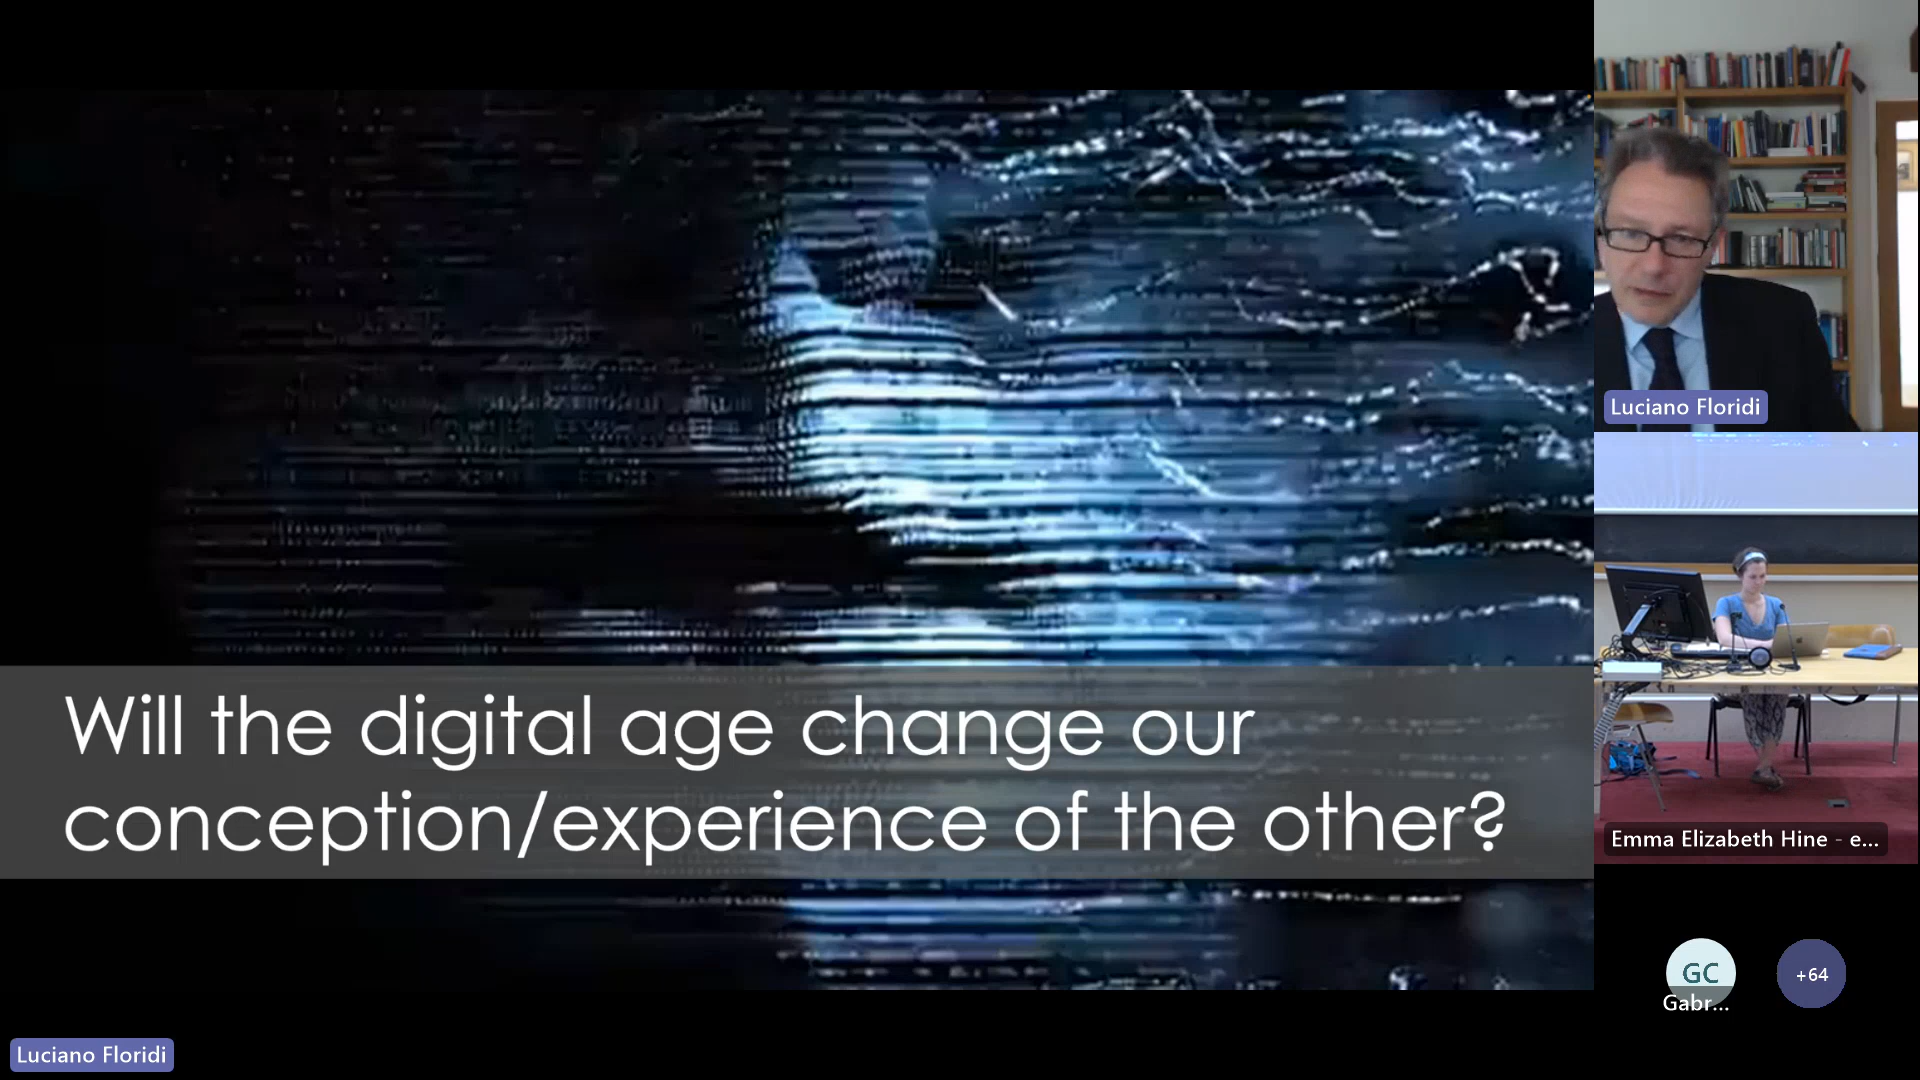 Will the digital age change our
conception/experience of the other?
Luciano Floridi
Luciano Floridi
Emma Elizabeth Hine - e...
GC
Gabr...
+64